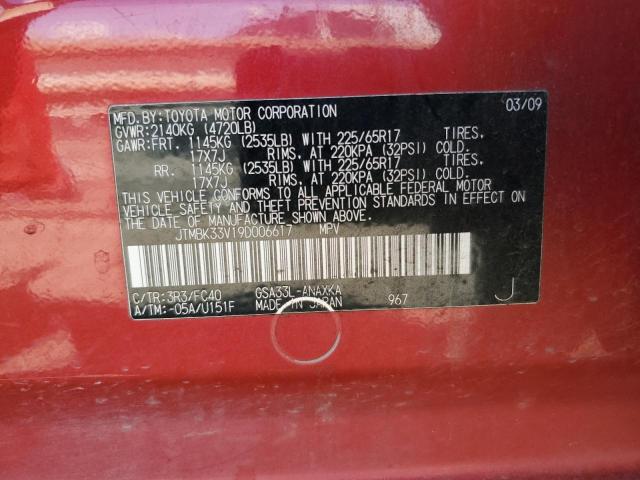 MFD.BY:TOYOTA MOTOR CORPORATION 03/09
GVWR:2140KG (4720LB)
GAWR:FRT. 1145KG (2535LB) WITH 225/65R17 TIRES,
17X7J RIMS, AT 220KPA (32PSI) COLD.
RR. 1145KG (2535LB) WITH 225/65R17 TIRES,
17X7J RIMS, AT 220KPA (32PSI) COLD.
THIS VEHICLE CONFORMS TO ALL APPLICABLE FEDERAL MOTOR
VEHICLE SAFETY AND THEFT PREVENTION STANDARDS IN EFFECT ON
THE DATE OF MANUFACTURE SHOWN ABOVE.
JTMBK33V19D006617 MPV
C/TR:3R3/FC40 GSA33L-ANAXKA
A/TM:-05A/U151F MADE IN JAPAN 967 J